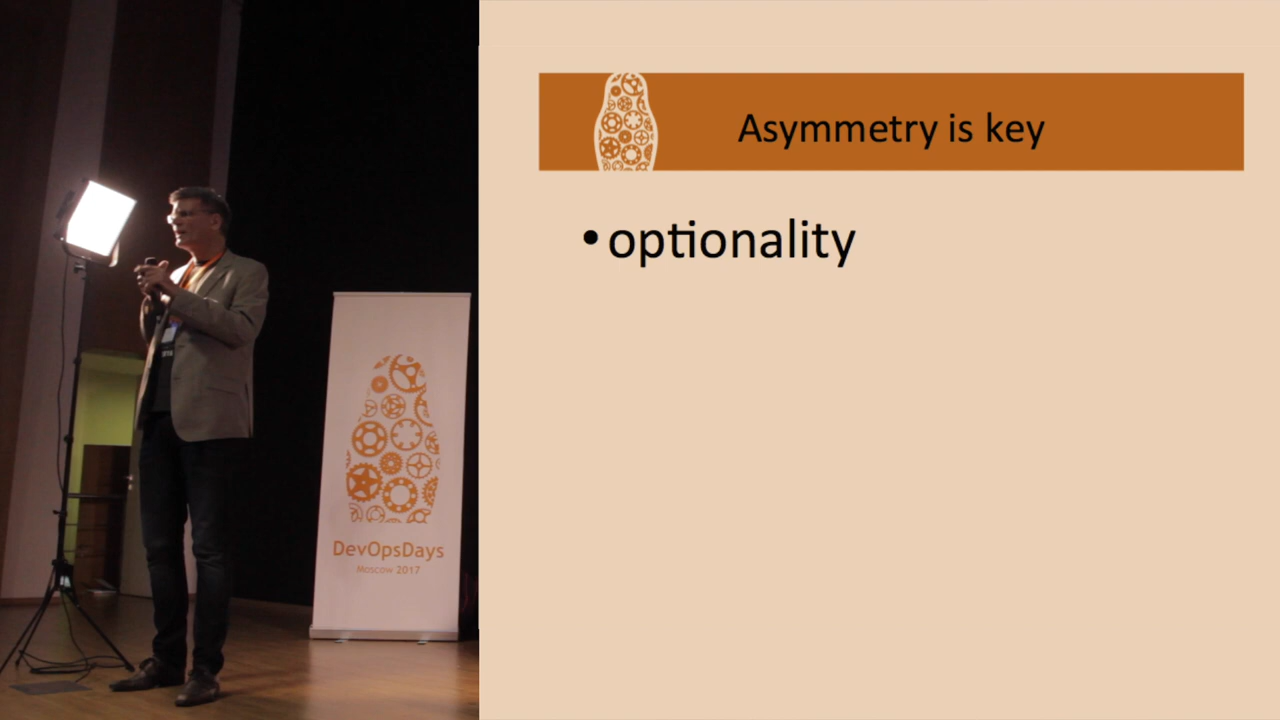 Asymmetry is key
• optionality
DevOpsDays
Moscow 2017